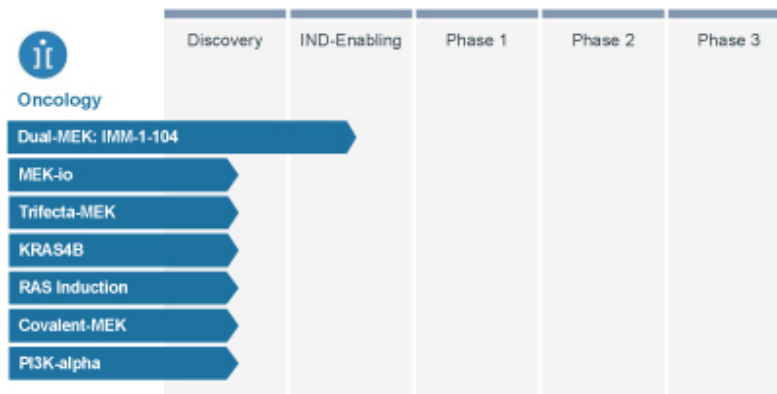 Discovery IND-Enabling Phase 1 Phase 2 Phase 3
Oncology
Dual-MEK: IMM-1-104
MEK-io
Trifecta-MEK
KRAS4B
RAS Induction
Covalent-MEK
PI3K-alpha